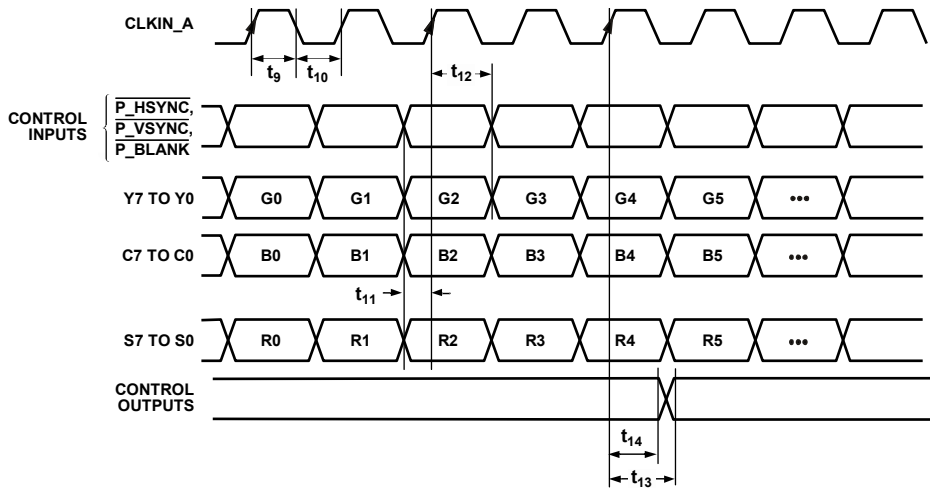 CLKIN_A
t9
t10
t12
CONTROL INPUTS
P_HSYNC,
P_VSYNC,
P_BLANK
Y7 TO Y0 G0 G1 G2 G3 G4 G5 •••
C7 TO C0 B0 B1 B2 B3 B4 B5 •••
t11
S7 TO S0 R0 R1 R2 R3 R4 R5 •••
CONTROL
OUTPUTS
t14
t13